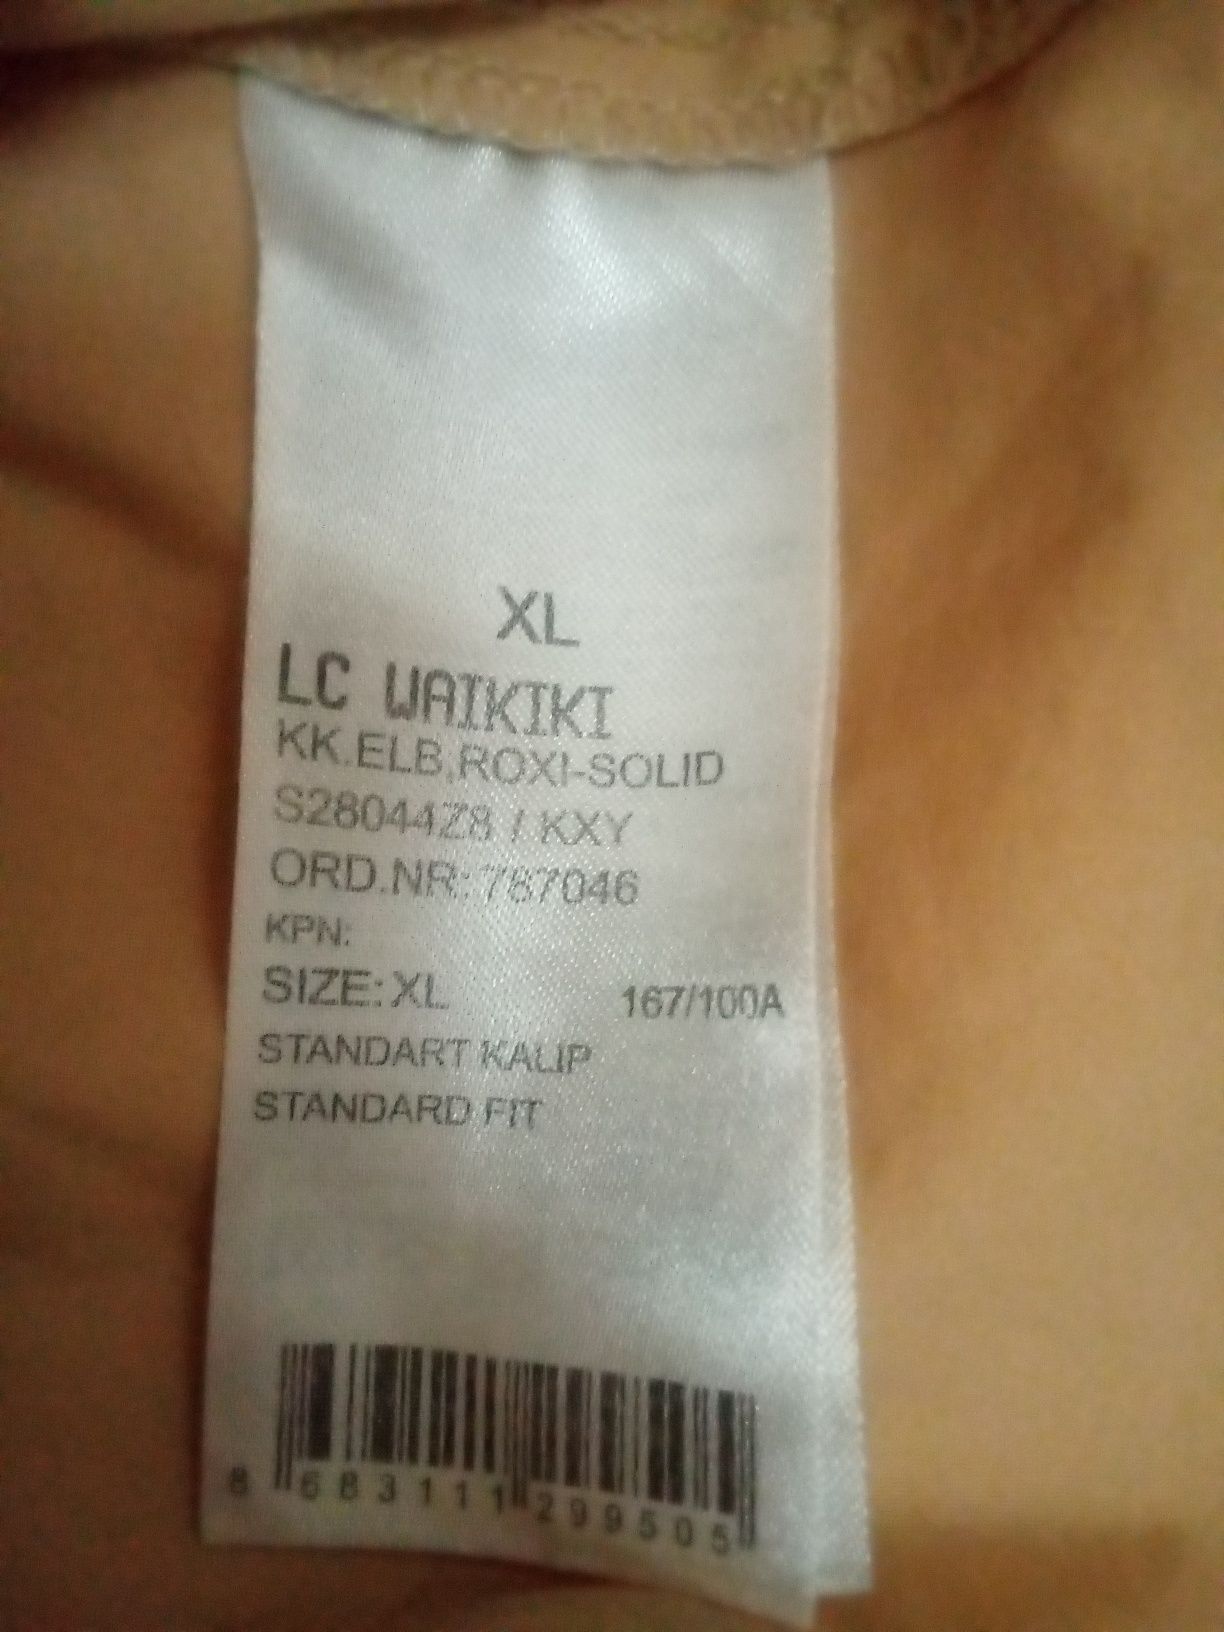 XL
LC WAIKIKI
KK.ELB,ROXI-SOLID
S28044Z8 / KXY
ORD.NR: 787046
KPN:
SIZE: XL 167/100A
STANDART KALIP
STANDARD FIT
8 683111 299505